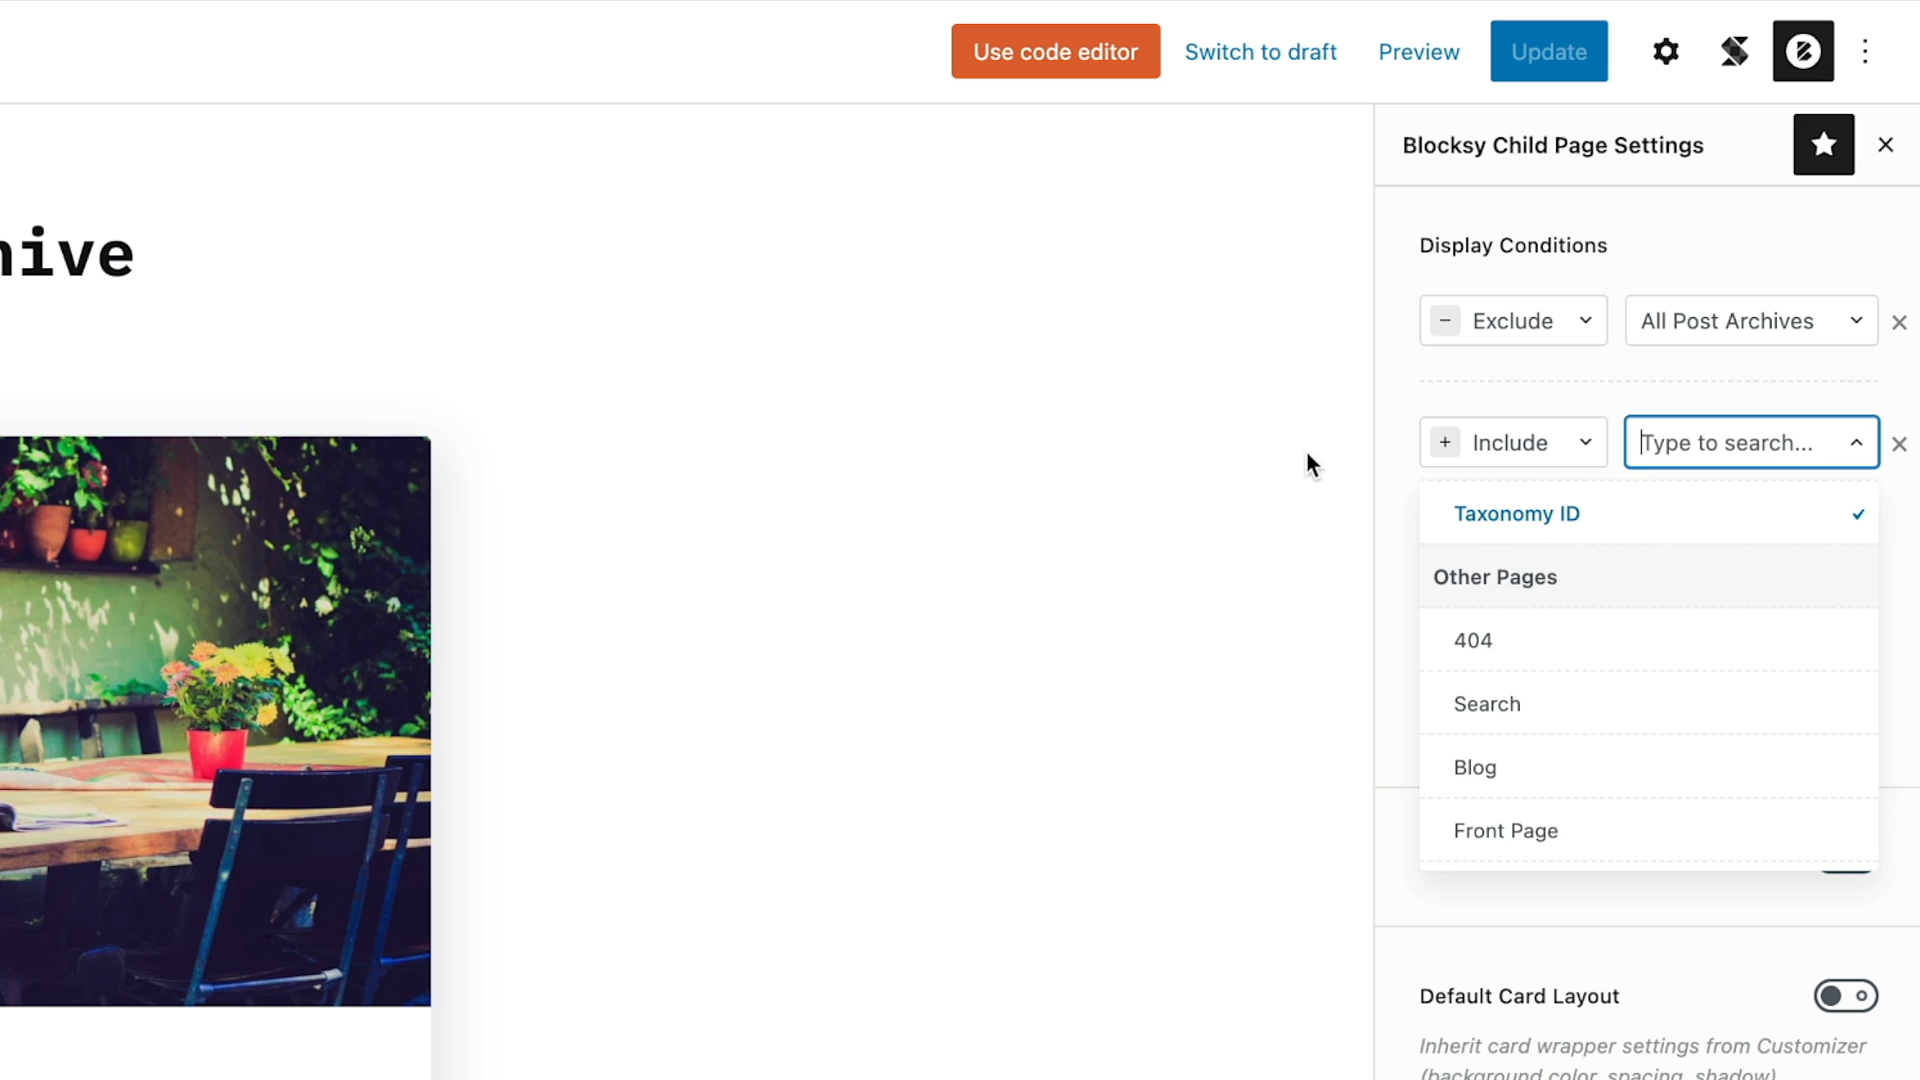 Use code editor
Switch to draft
Preview
Update
Blocksy Child Page Settings
hive
Display Conditions
Exclude
All Post Archives
Include
Type to search...
Taxonomy ID
Other Pages
404
Search
Blog
Front Page
Default Card Layout
Inherit card wrapper settings from Customizer
(background color, spacing, shadow)